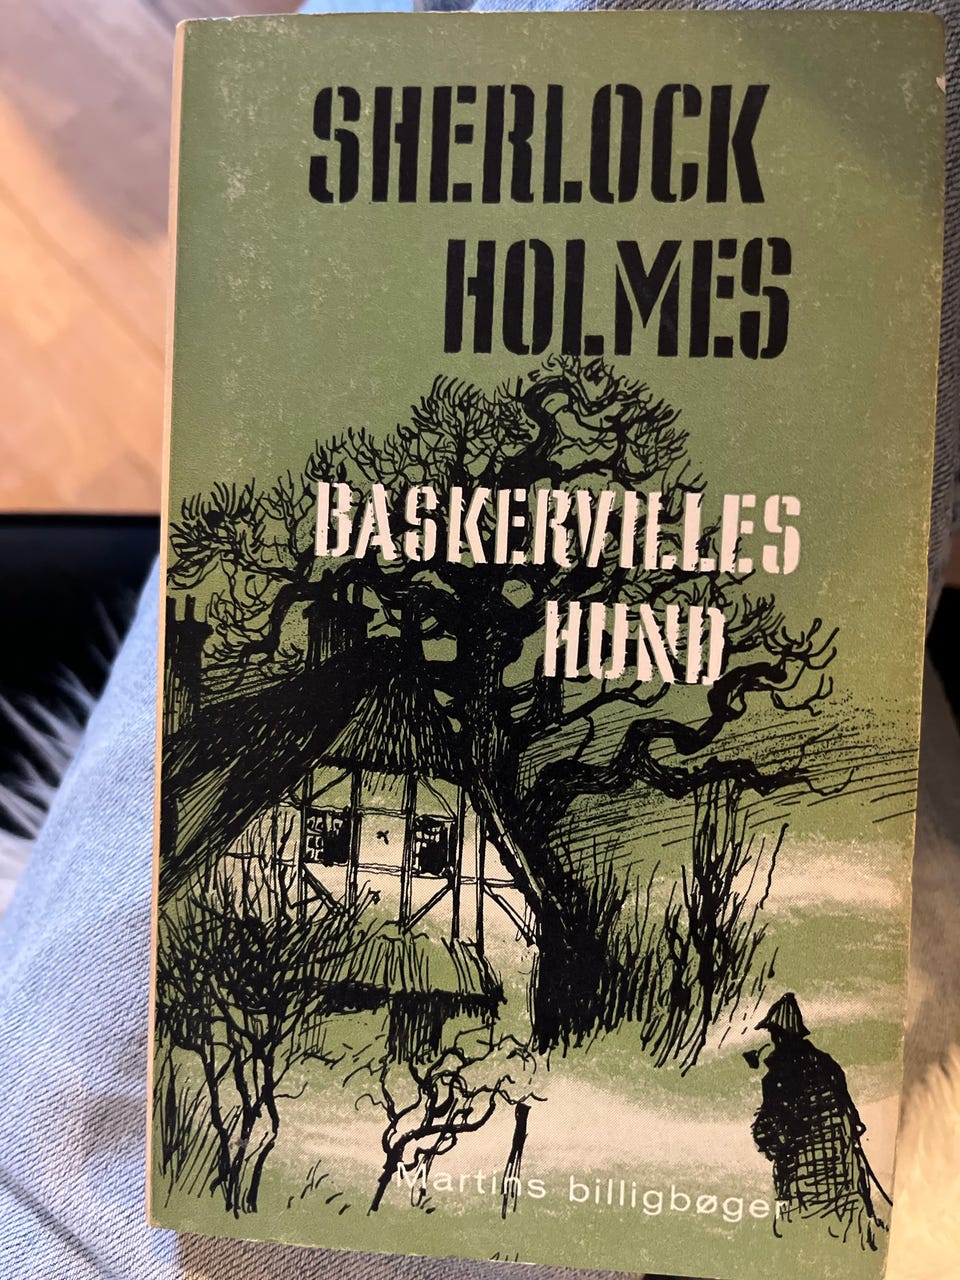 SHERLOCK
HOLMES
BASKERVILLES
HUND
Martins billigbøger